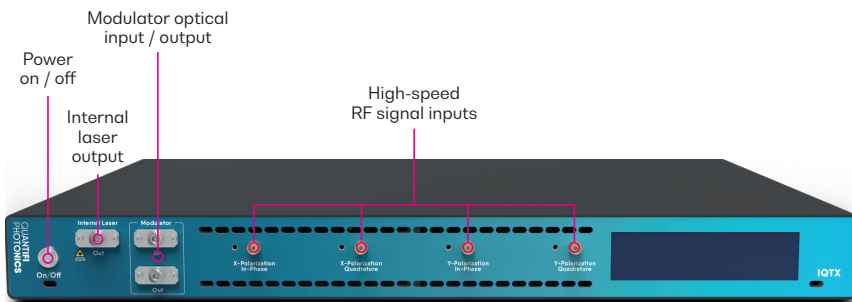 Modulator optical
input / output
Power
on / off
High-speed
RF signal inputs
Internal
laser
output
QUANTIFI
PHOTONICS
Internal Laser
Out
On/Off
Modulator
Out
X-Polarization
In-Phase
X-Polarization
Quadrature
Y-Polarization
In-Phase
Y-Polarization
Quadrature
IQTX